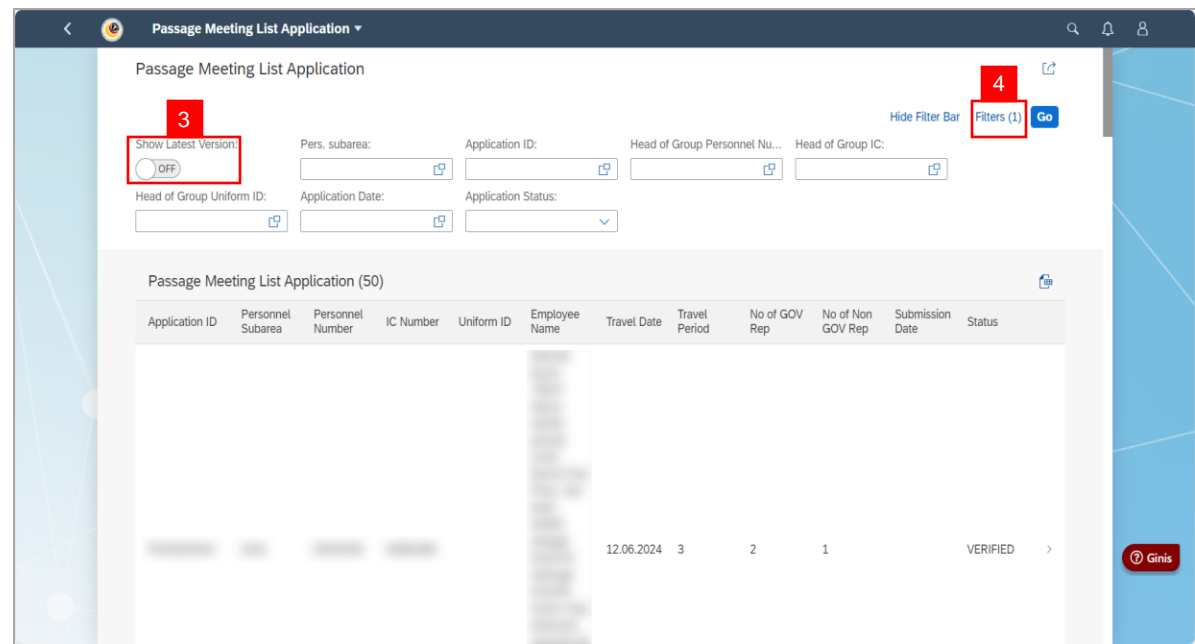 Passage Meeting List Application
Passage Meeting List Application
4
3
Hide Filter Bar Filters (1) Go
Show Latest Version: Pers. subarea: Application ID: Head of Group Personnel Nu... Head of Group IC:
OFF
Head of Group Uniform ID: Application Date: Application Status:
Passage Meeting List Application (50)
Application ID Personnel Subarea Personnel Number IC Number Uniform ID Employee Name Travel Date Travel Period No of GOV Rep No of Non GOV Rep Submission Date Status
12.06.2024 3 2 1 VERIFIED
Ginis